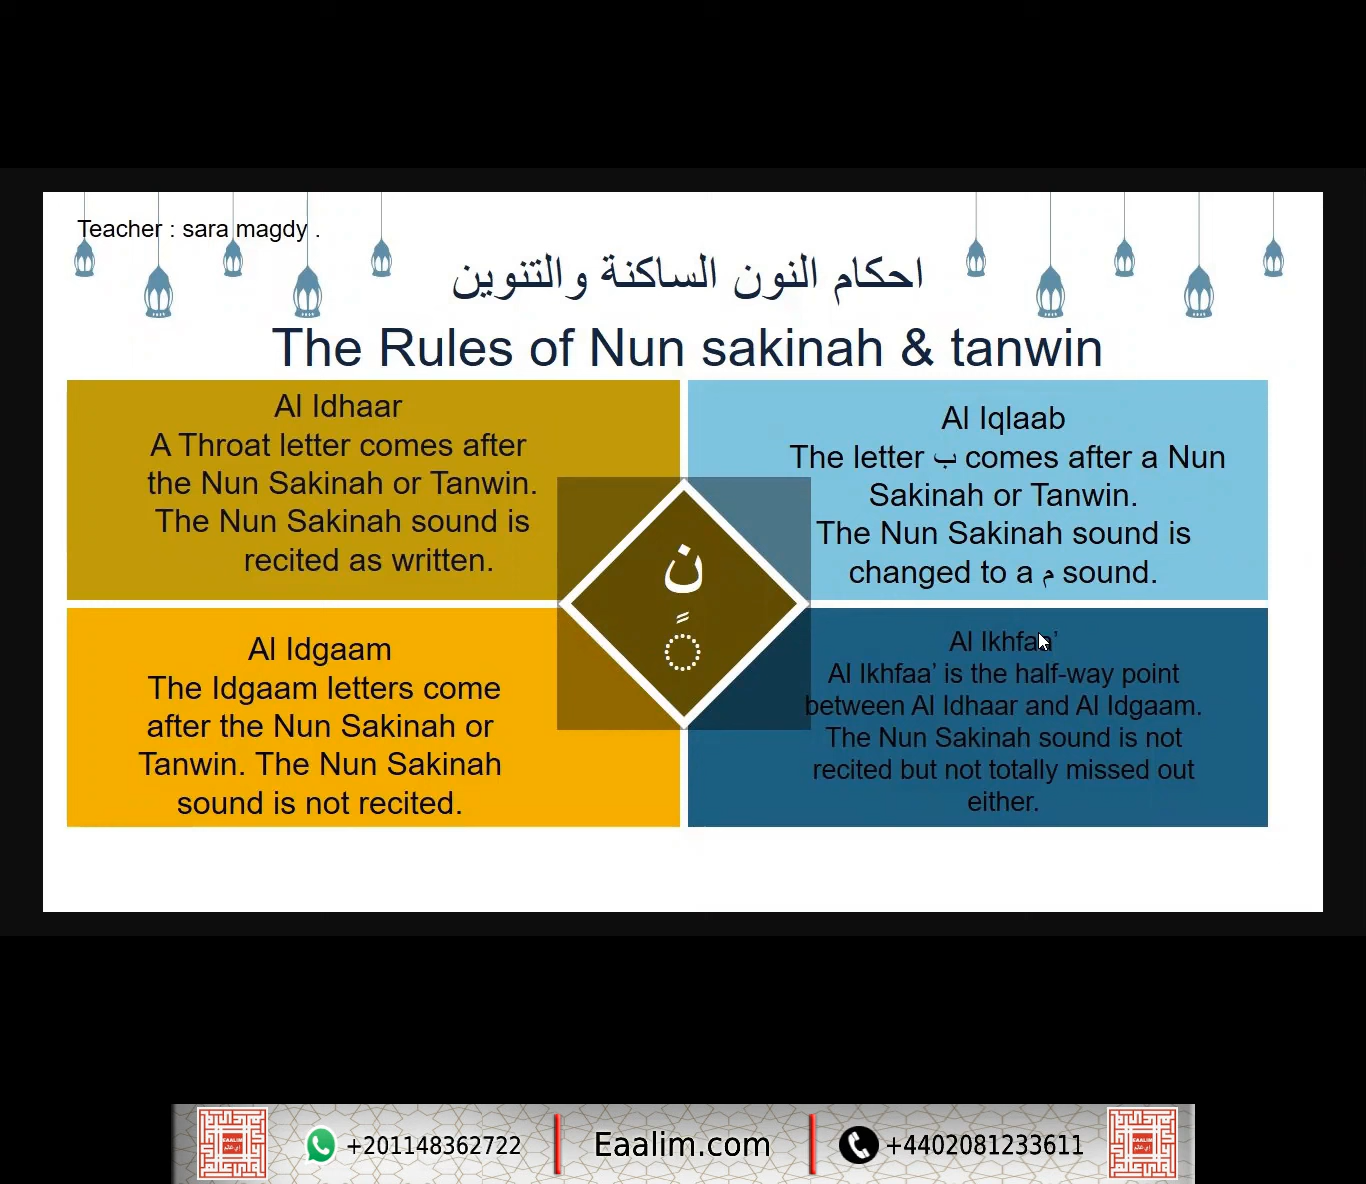 Teacher : sara magdy .
احكام النون الساكنة والتنوين
The Rules of Nun sakinah & tanwin
Al Idhaar
A Throat letter comes after
the Nun Sakinah or Tanwin.
The Nun Sakinah sound is
recited as written.
Al Iqlaab
The letter ب comes after a Nun
Sakinah or Tanwin.
The Nun Sakinah sound is
changed to a م sound.
ن
Al Idgaam
The Idgaam letters come
after the Nun Sakinah or
Tanwin. The Nun Sakinah
sound is not recited.
Al Ikhfaa’
Al Ikhfaa’ is the half-way point
between Al Idhaar and Al Idgaam.
The Nun Sakinah sound is not
recited but not totally missed out
either.
+201148362722
Eaalim.com
+4402081233611